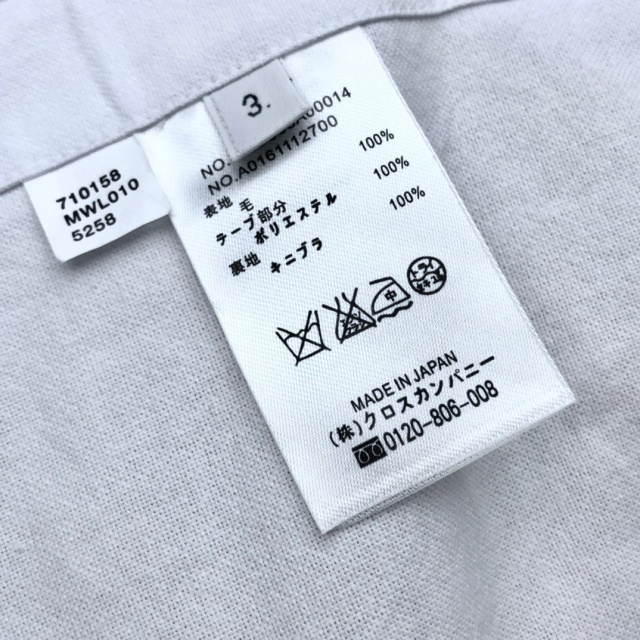 3.
710158
MWL010
5258
NO. A00014
NO.A0161112700
表地 毛 100%
テープ部分
ポリエステル 100%
裏地 キュプラ 100%
中
MADE IN JAPAN
(株)クロスカンパニー
0120-806-008